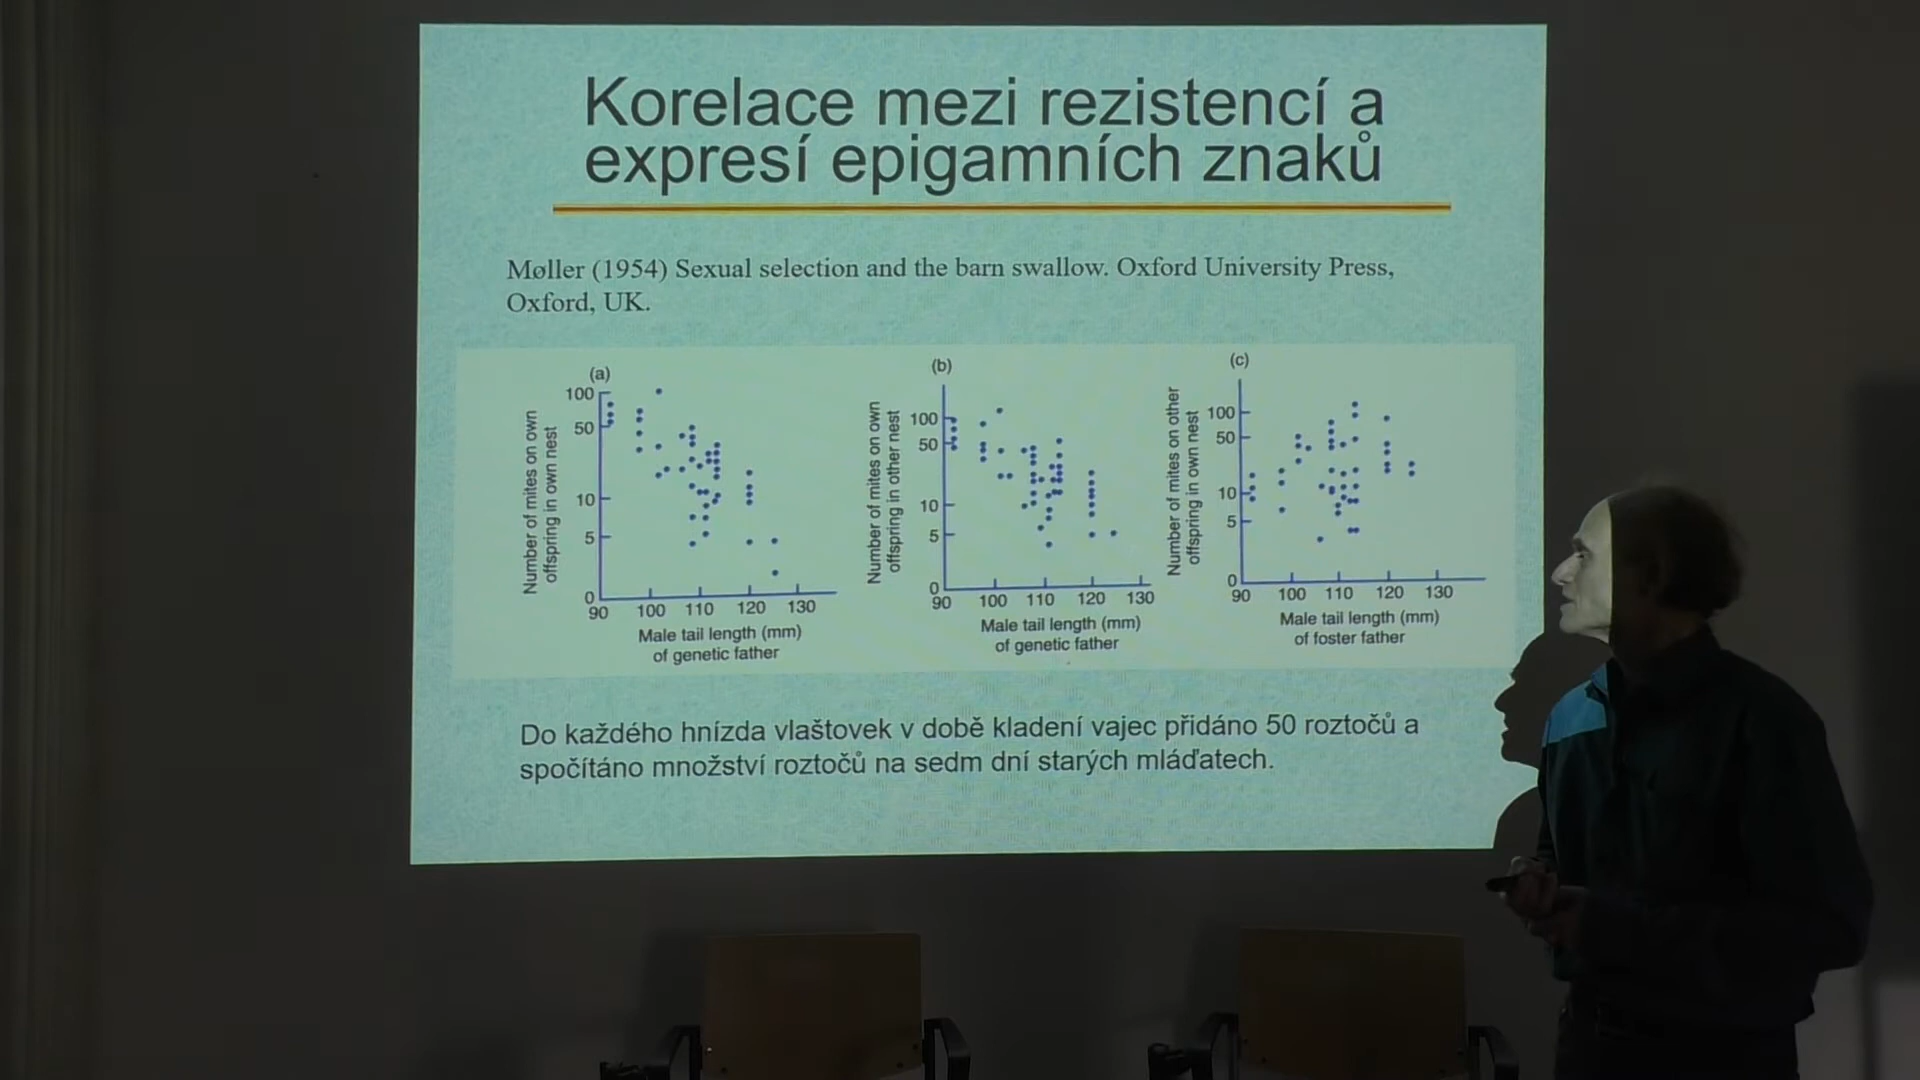 Korelace mezi rezistencí a
expresí epigamních znaků
Møller (1954) Sexual selection and the barn swallow. Oxford University Press,
Oxford, UK.
(a)
Number of mites on own
offspring in own nest
100
50
10
5
0
90 100 110 120 130
Male tail length (mm)
of genetic father
(b)
Number of mites on own
offspring in other nest
100
50
10
5
0
90 100 110 120 130
Male tail length (mm)
of genetic father
(c)
Number of mites on other
offspring in own nest
100
50
10
5
0
90 100 110 120 130
Male tail length (mm)
of foster father
Do každého hnízda vlaštovek v době kladení vajec přidáno 50 roztočů a
spočítáno množství roztočů na sedm dní starých mláďatech.